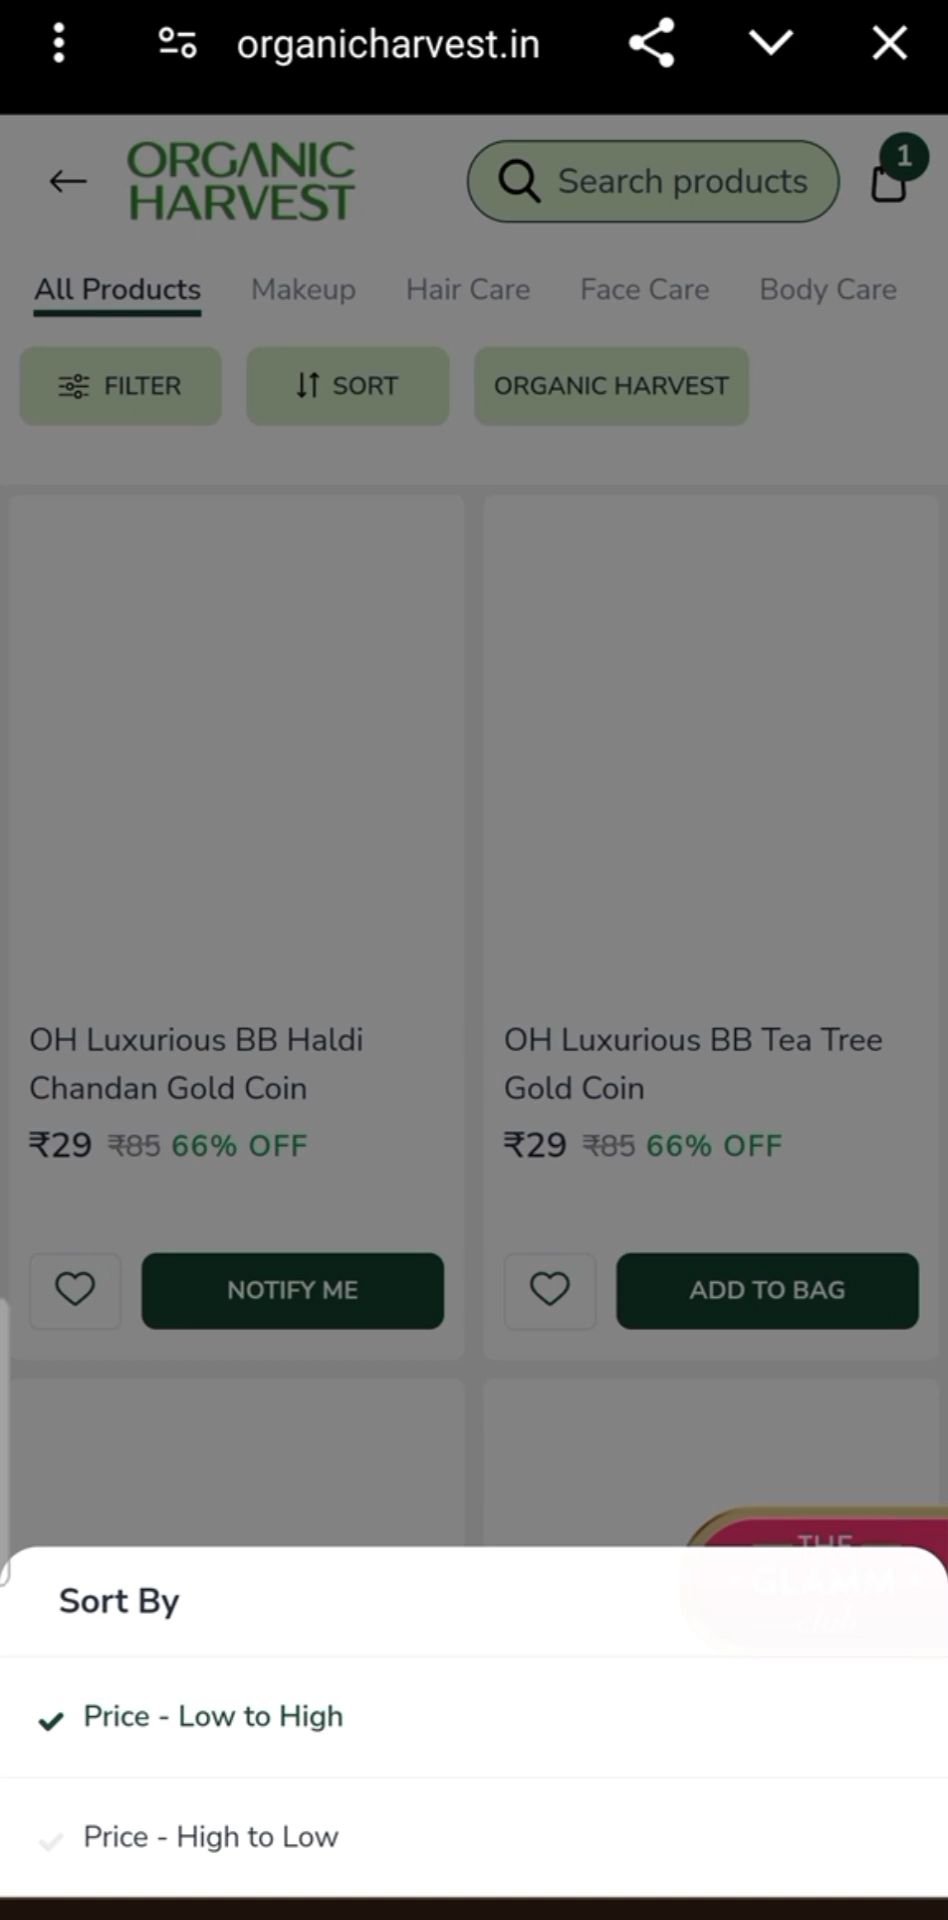 organicharvest.in
ORGANIC
HARVEST
Search products
1
All Products Makeup Hair Care Face Care Body Care
FILTER SORT ORGANIC HARVEST
OH Luxurious BB Haldi
Chandan Gold Coin
₹29 ₹85 66% OFF
NOTIFY ME
OH Luxurious BB Tea Tree
Gold Coin
₹29 ₹85 66% OFF
ADD TO BAG
THE
GLAMM
club
Sort By
Price - Low to High
Price - High to Low